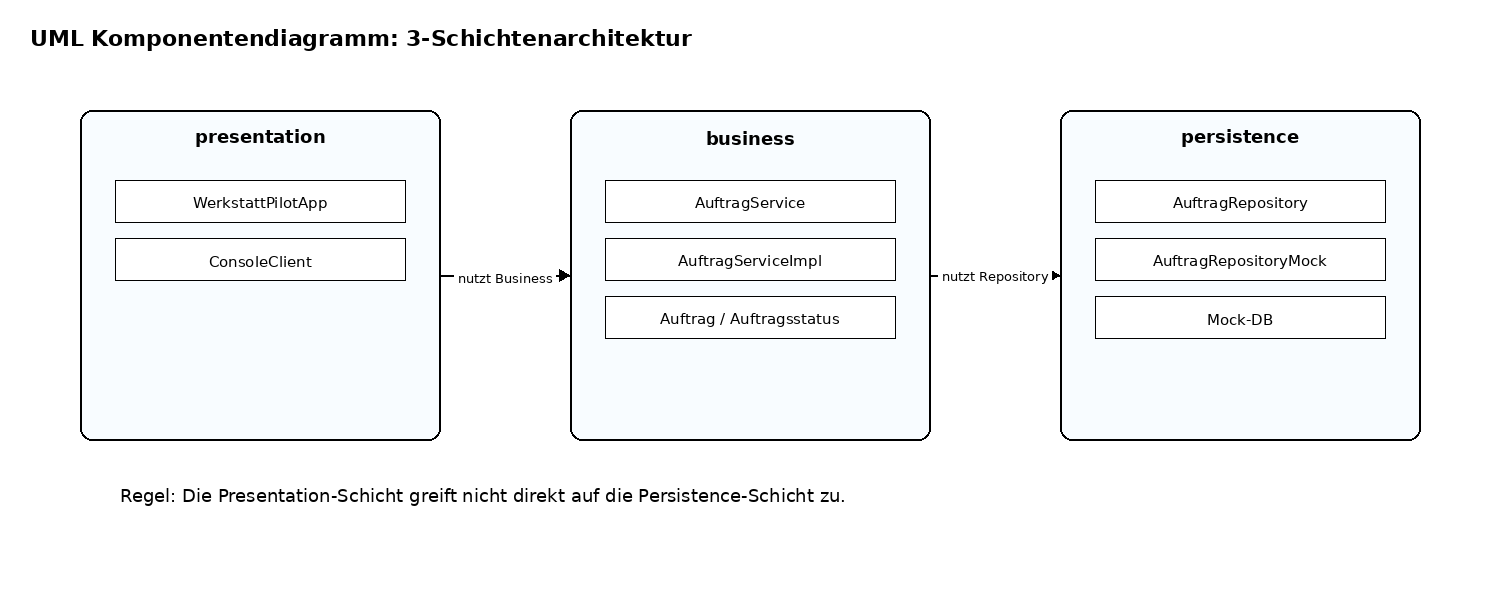 UML Komponentendiagramm: 3-Schichtenarchitektur
presentation
WerkstattPilotApp
ConsoleClient
nutzt Business
business
AuftragService
AuftragServiceImpl
Auftrag / Auftragsstatus
nutzt Repository
persistence
AuftragRepository
AuftragRepositoryMock
Mock-DB
Regel: Die Presentation-Schicht greift nicht direkt auf die Persistence-Schicht zu.